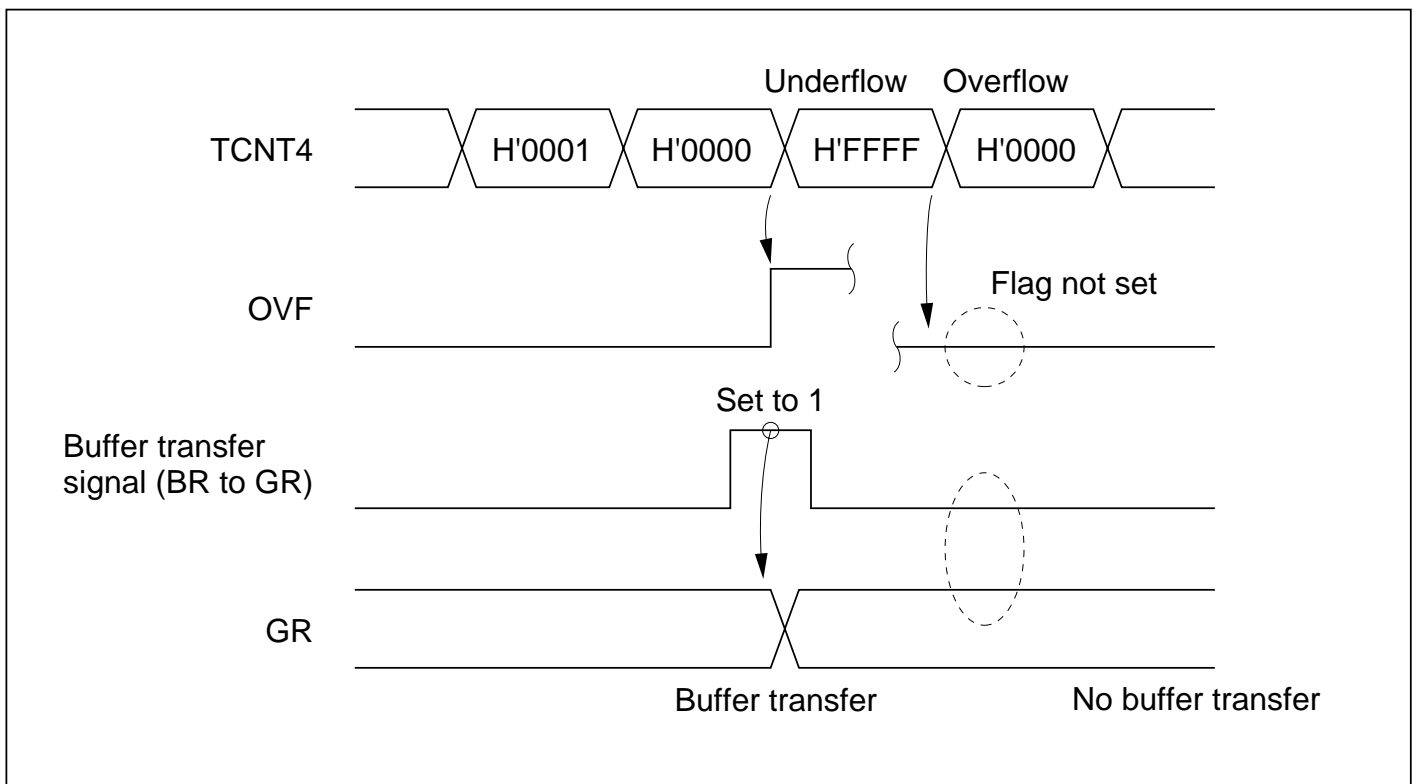 Underflow Overflow
TCNT4 H'0001 H'0000 H'FFFF H'0000
OVF
Flag not set
Set to 1
Buffer transfer
signal (BR to GR)
GR
Buffer transfer No buffer transfer